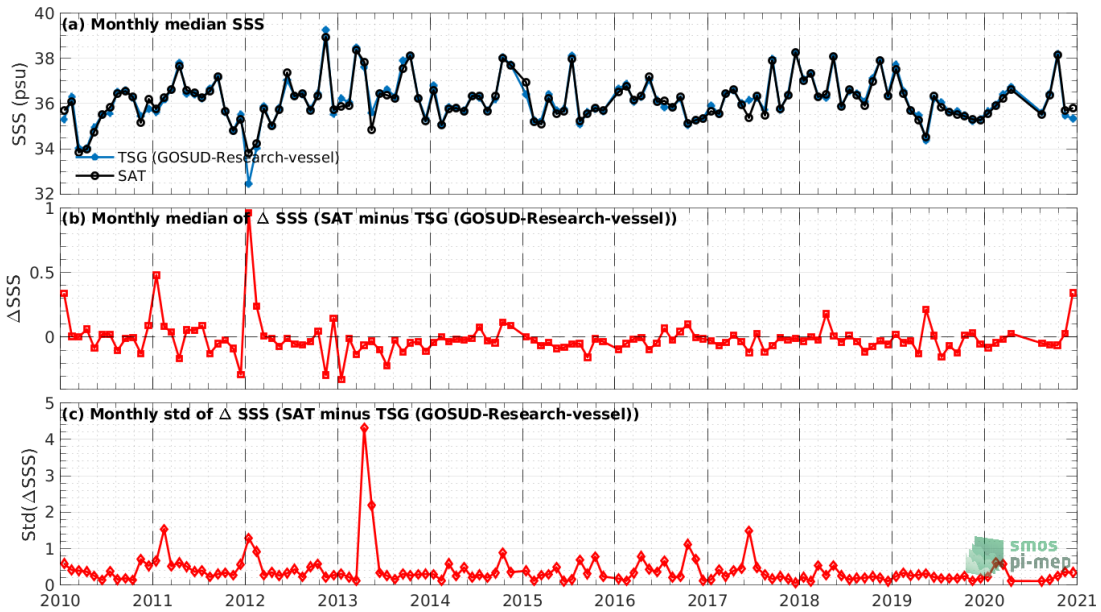 (a) Monthly median SSS
40
38
36
34
32
SSS (psu)
TSG (GOSUD-Research-vessel)
SAT
(b) Monthly median of Δ SSS (SAT minus TSG (GOSUD-Research-vessel))
1
0.5
0
ΔSSS
(c) Monthly std of Δ SSS (SAT minus TSG (GOSUD-Research-vessel))
5
4
3
2
1
0
Std(ΔSSS)
smos
pi-mep
2010 2011 2012 2013 2014 2015 2016 2017 2018 2019 2020 2021